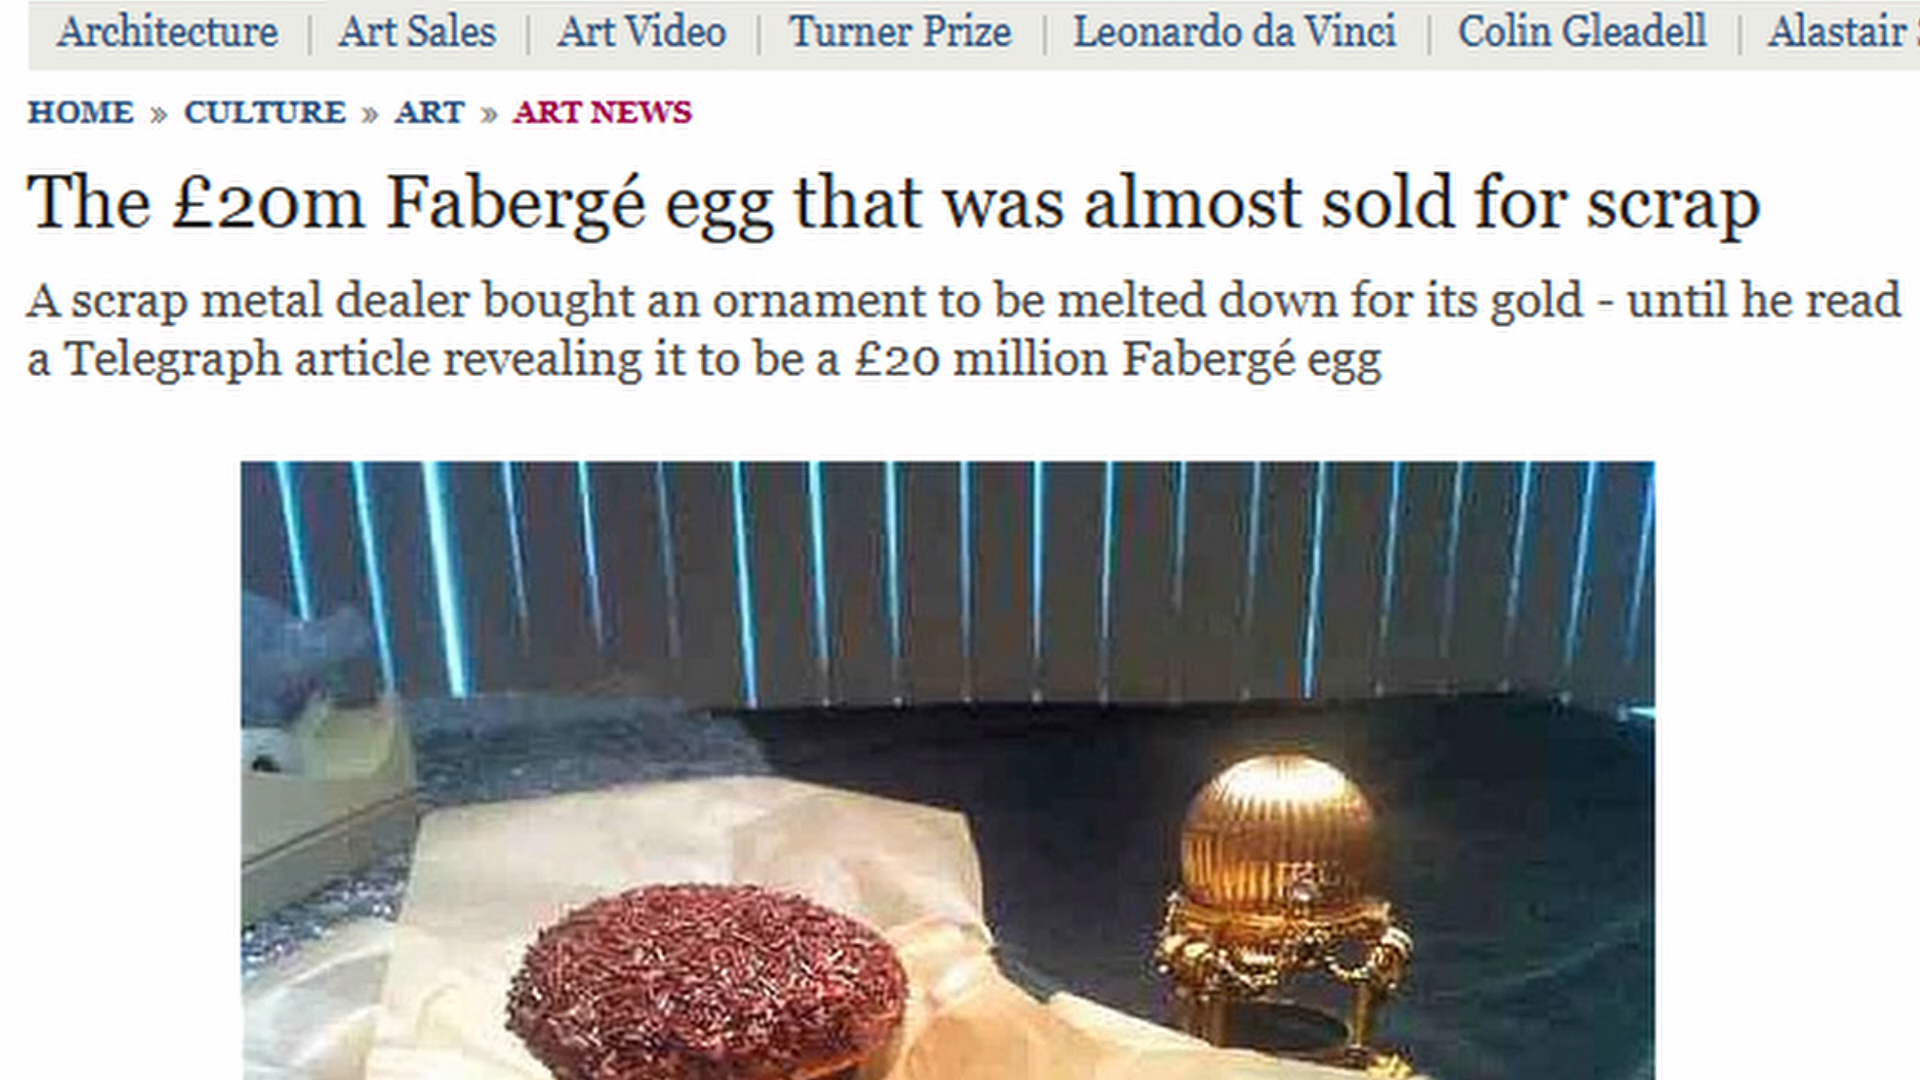 Architecture | Art Sales | Art Video | Turner Prize | Leonardo da Vinci | Colin Gleadell | Alastair
HOME » CULTURE » ART » ART NEWS
The £20m Fabergé egg that was almost sold for scrap
A scrap metal dealer bought an ornament to be melted down for its gold - until he read
a Telegraph article revealing it to be a £20 million Fabergé egg